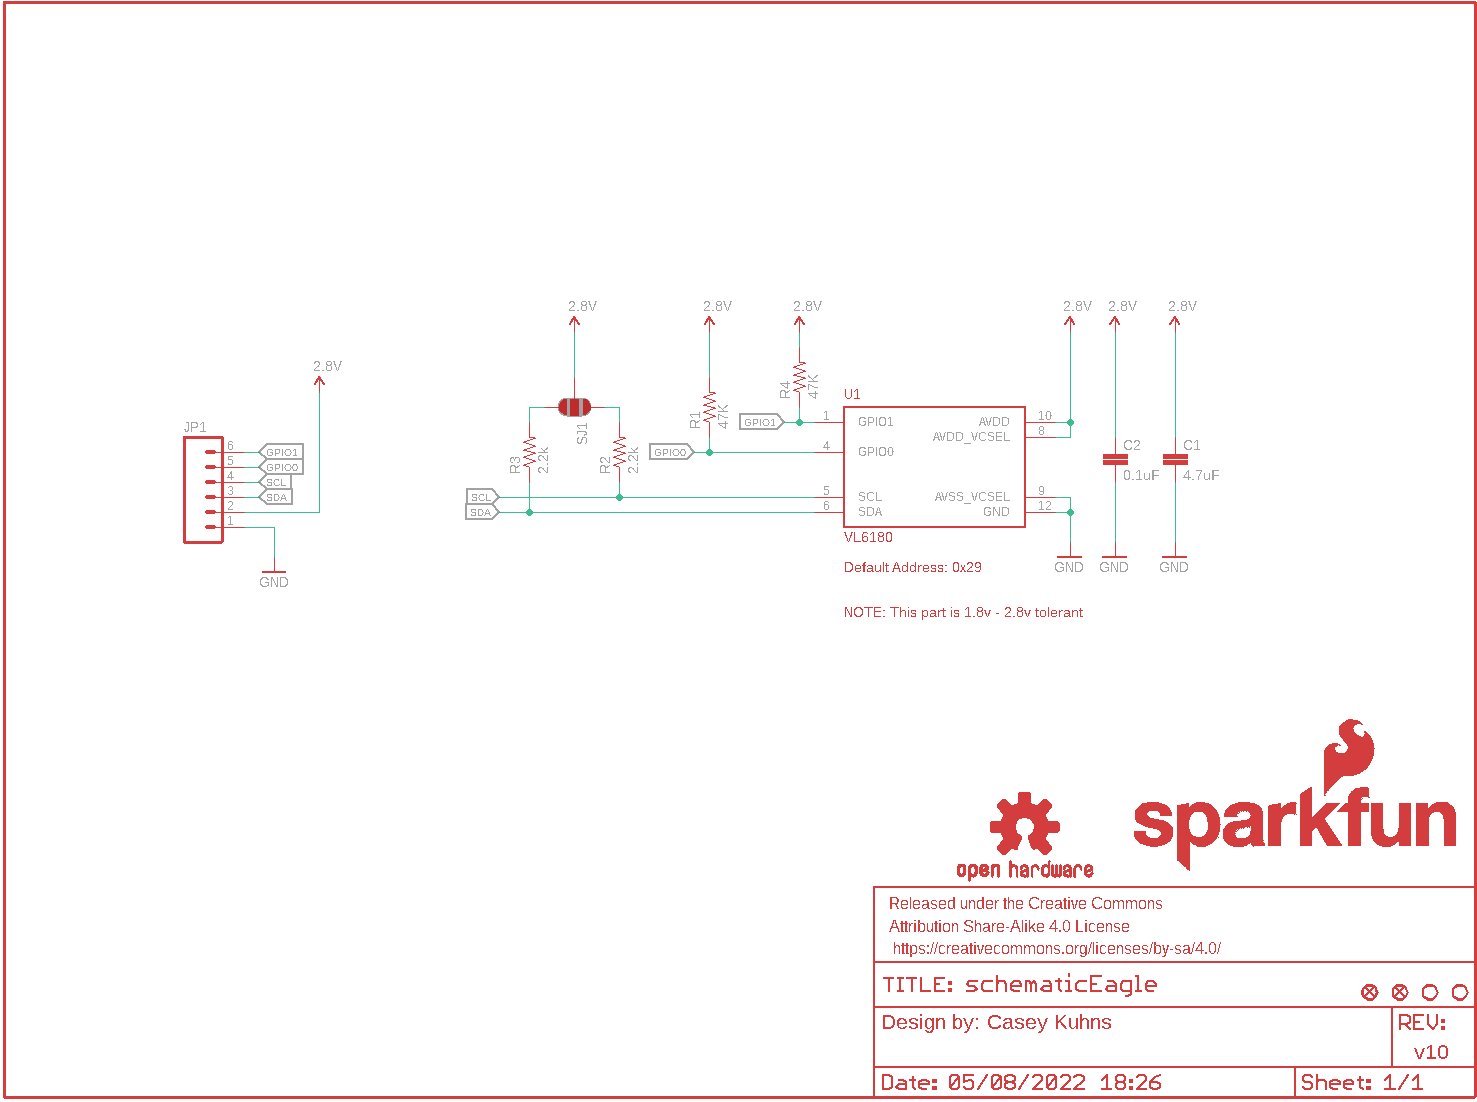 2.8V
2.8V
2.8V
2.8V
2.8V
2.8V
2.8V
JP1
6
GPIO1
5
GPIO0
4
SCL
3
SDA
2
1
GND
SJ1
R3
2.2k
R2
2.2k
R1
47K
R4
47K
GPIO1
GPIO0
SCL
SDA
U1
1
GPIO1
AVDD
10
AVDD_VCSEL
8
4
GPIO0
5
SCL
AVSS_VCSEL
9
6
SDA
GND
12
VL6180
C2
0.1uF
C1
4.7uF
GND
GND
GND
Default Address: 0x29
NOTE: This part is 1.8v - 2.8v tolerant
open hardware
sparkfun
Released under the Creative Commons
Attribution Share-Alike 4.0 License
https://creativecommons.org/licenses/by-sa/4.0/
TITLE: schematicEagle
Design by: Casey Kuhns
REV:
v10
Date: 05/08/2022 18:26
Sheet: 1/1